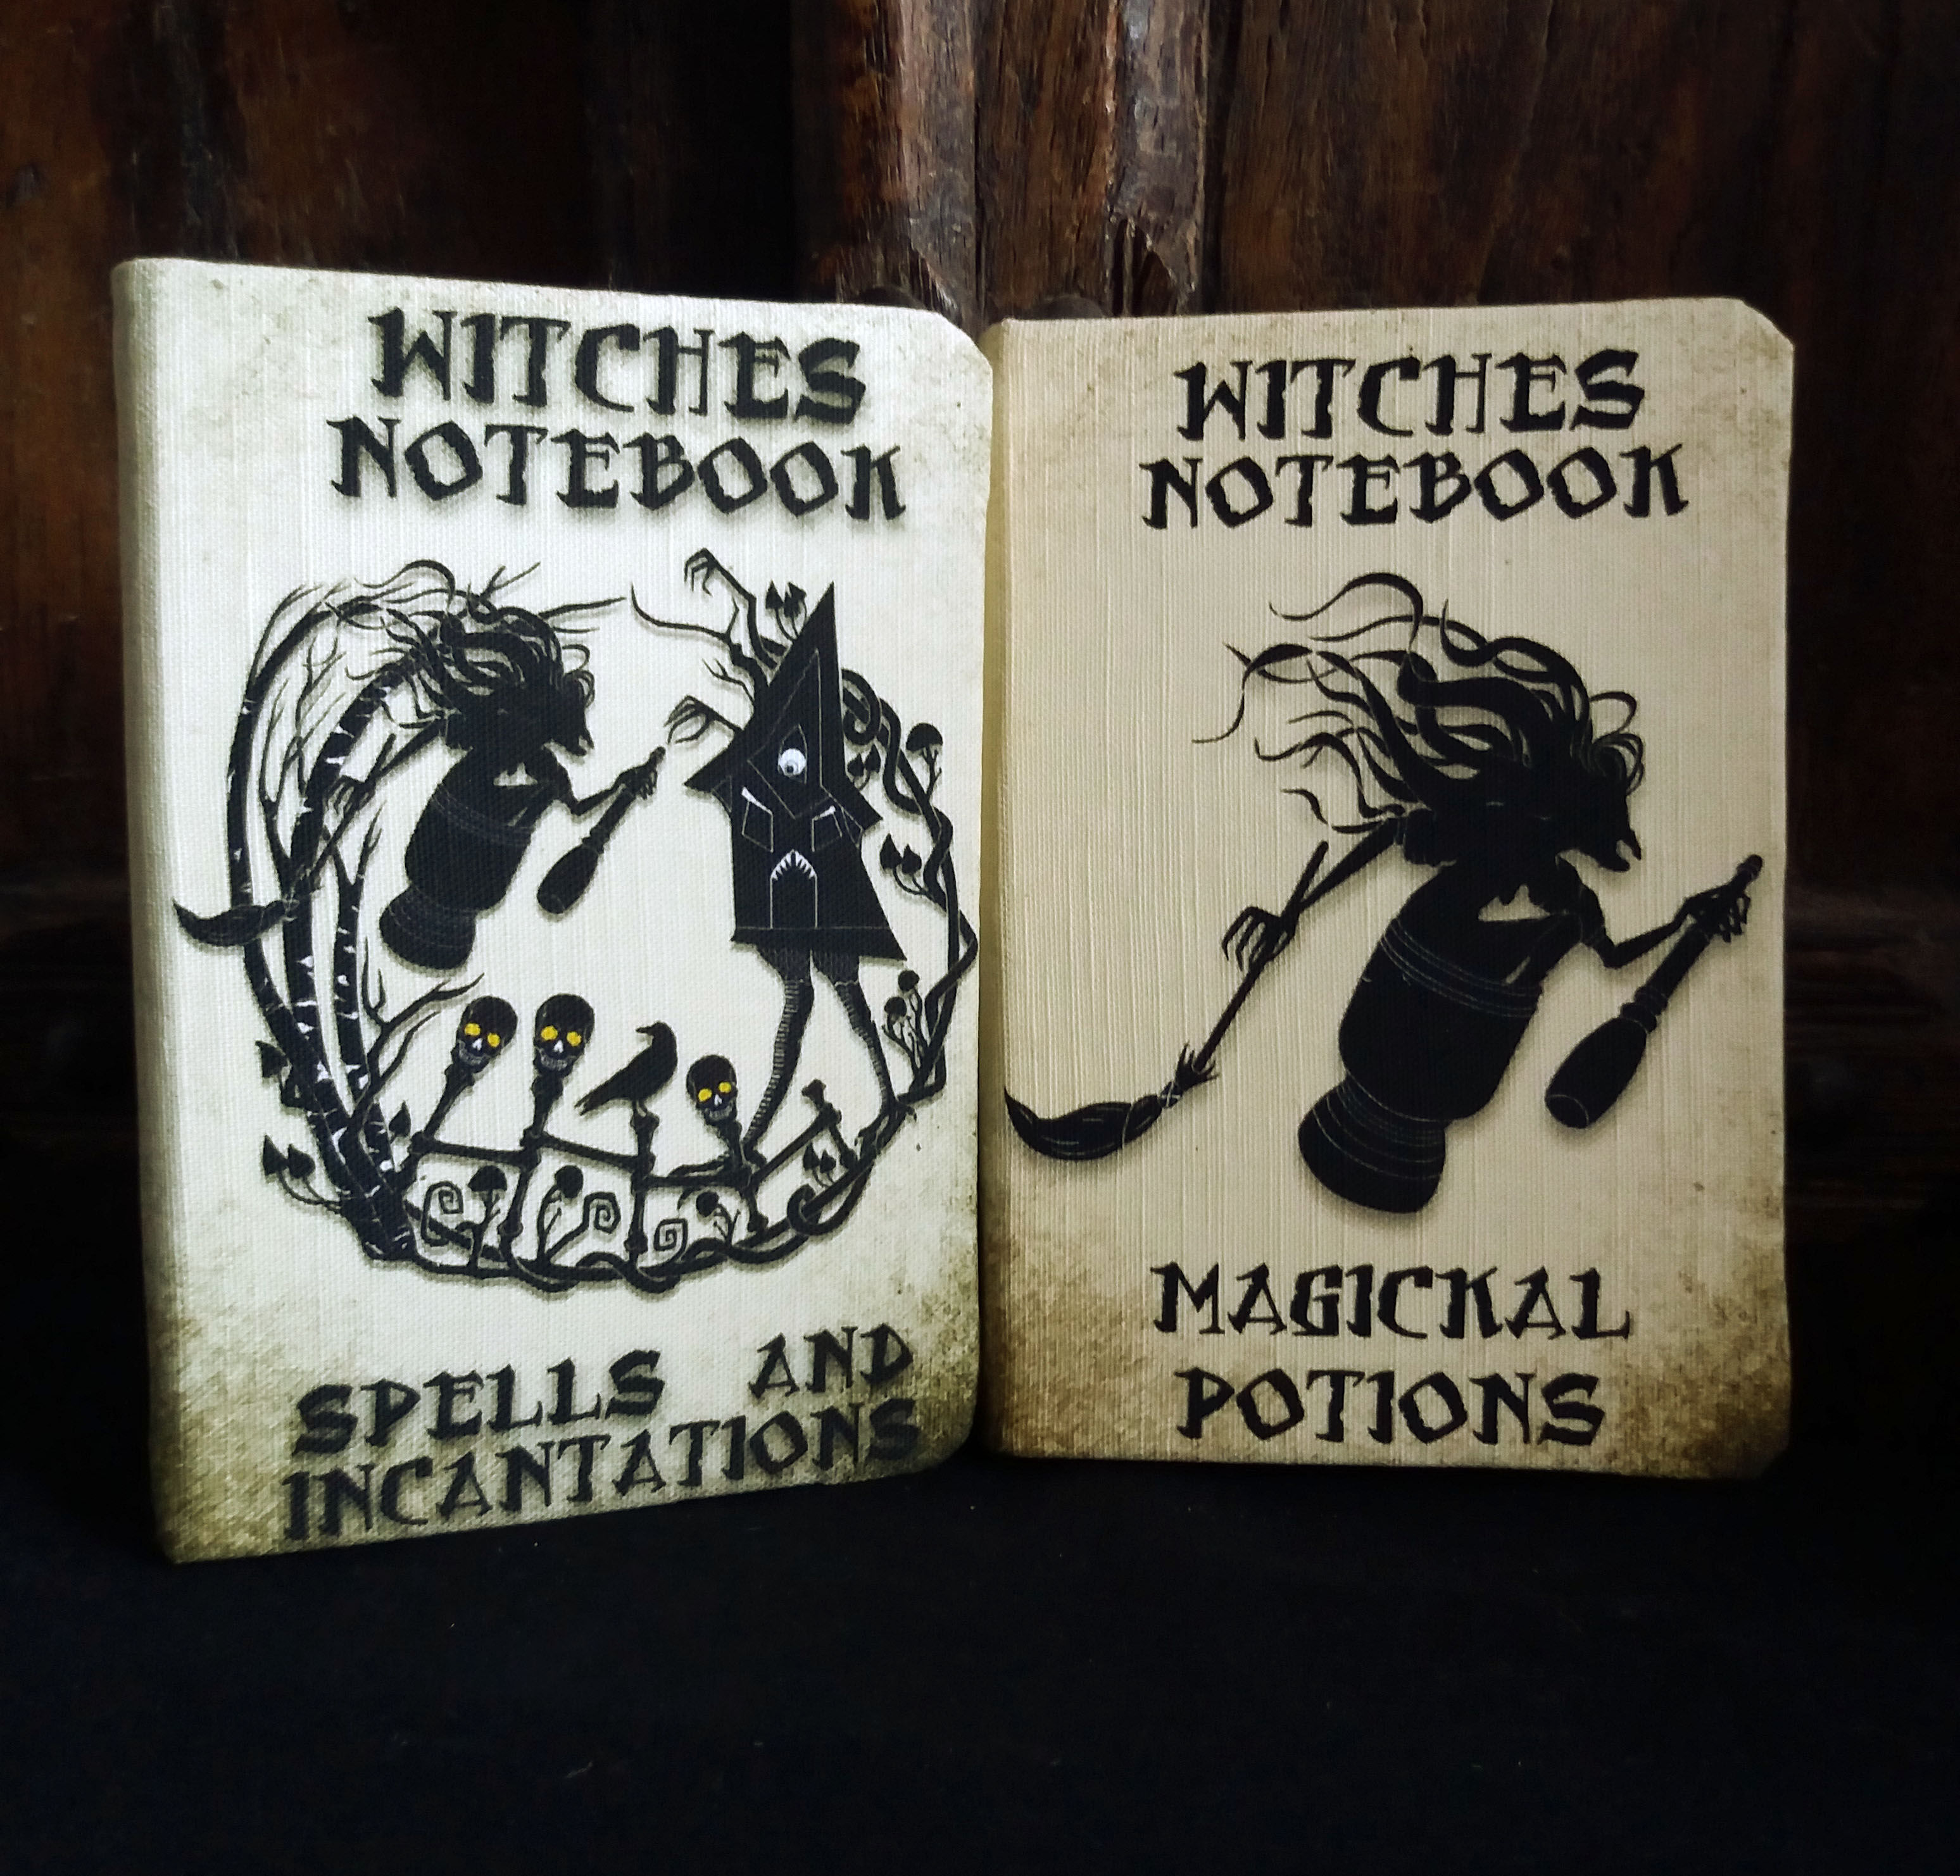 WITCHES
NOTEBOOK
SPELLS AND
INCANTATIONS
WITCHES
NOTEBOOK
MAGICKAL
POTIONS